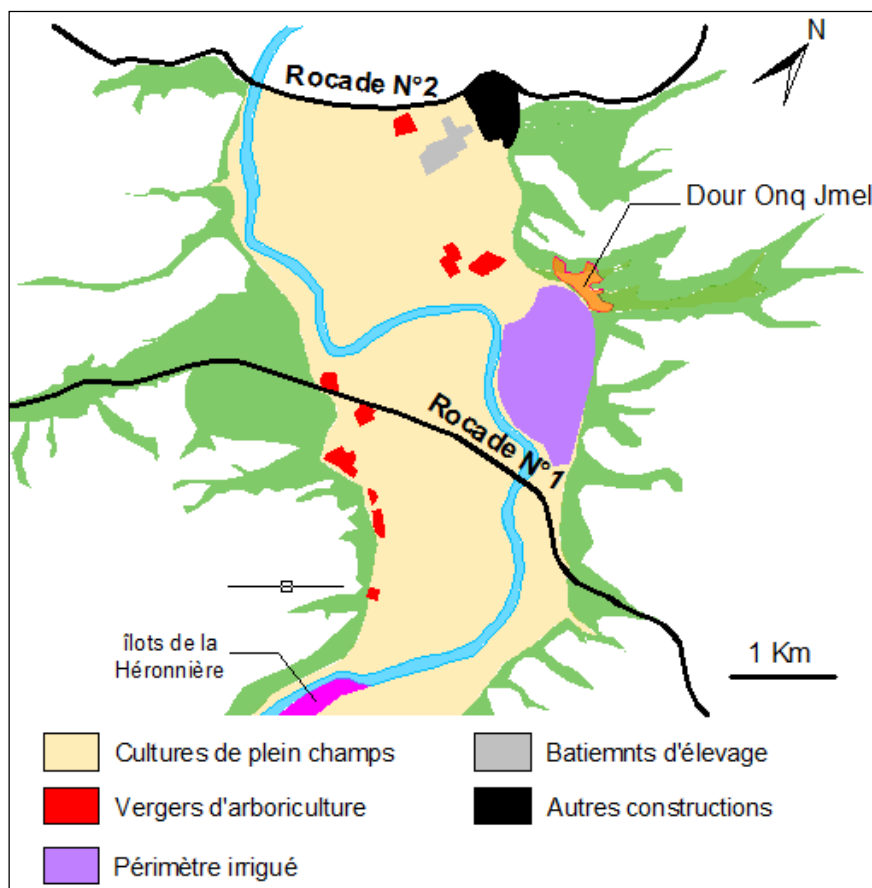 N
Rocade N°2
Dour Onq Jmel
Rocade N°1
îlots de la
Héronnière
1 Km
Cultures de plein champs
Batiemnts d'élevage
Vergers d'arboriculture
Autres constructions
Périmètre irrigué